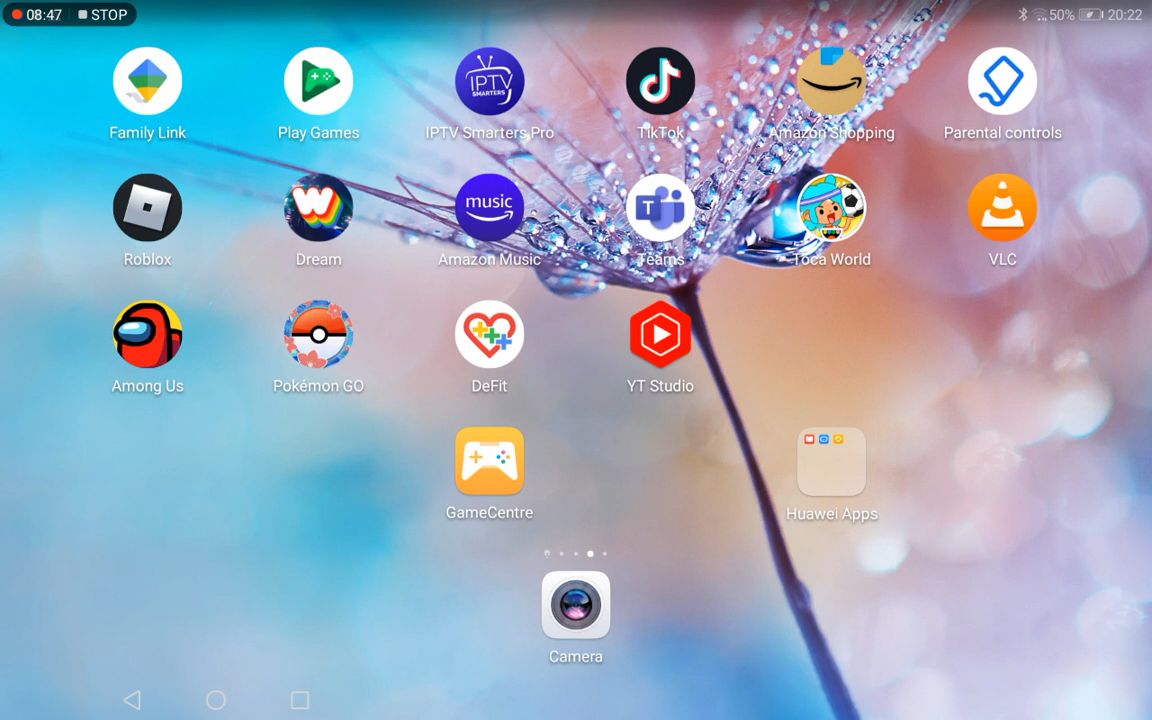 08:47 STOP 50% 20:22
IPTV
SMARTERS
Family Link Play Games IPTV Smarters Pro TikTok Amazon Shopping Parental controls
music
T
Roblox Dream Amazon Music Teams Toca World VLC
Among Us Pokémon GO DeFit YT Studio
GameCentre Huawei Apps
Camera